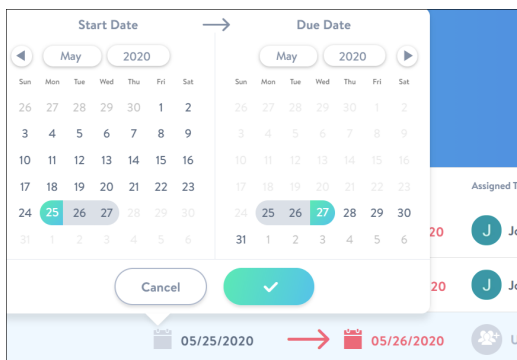 Start Date Due Date
May 2020 May 2020
Sun Mon Tue Wed Thu Fri Sat Sun Mon Tue Wed Thu Fri Sat
26 27 28 29 30 1 2 26 27 28 29 30 1 2
3 4 5 6 7 8 9 3 4 5 6 7 8 9
10 11 12 13 14 15 16 10 11 12 13 14 15 16
17 18 19 20 21 22 23 17 18 19 20 21 22 23
Assigned T
24 25 26 27 28 29 30 24 25 26 27 28 29 30
31 1 2 3 4 5 6 31 1 2 3 4 5 6
20 J Jo
Cancel
20 J Jo
05/25/2020 05/26/2020 U